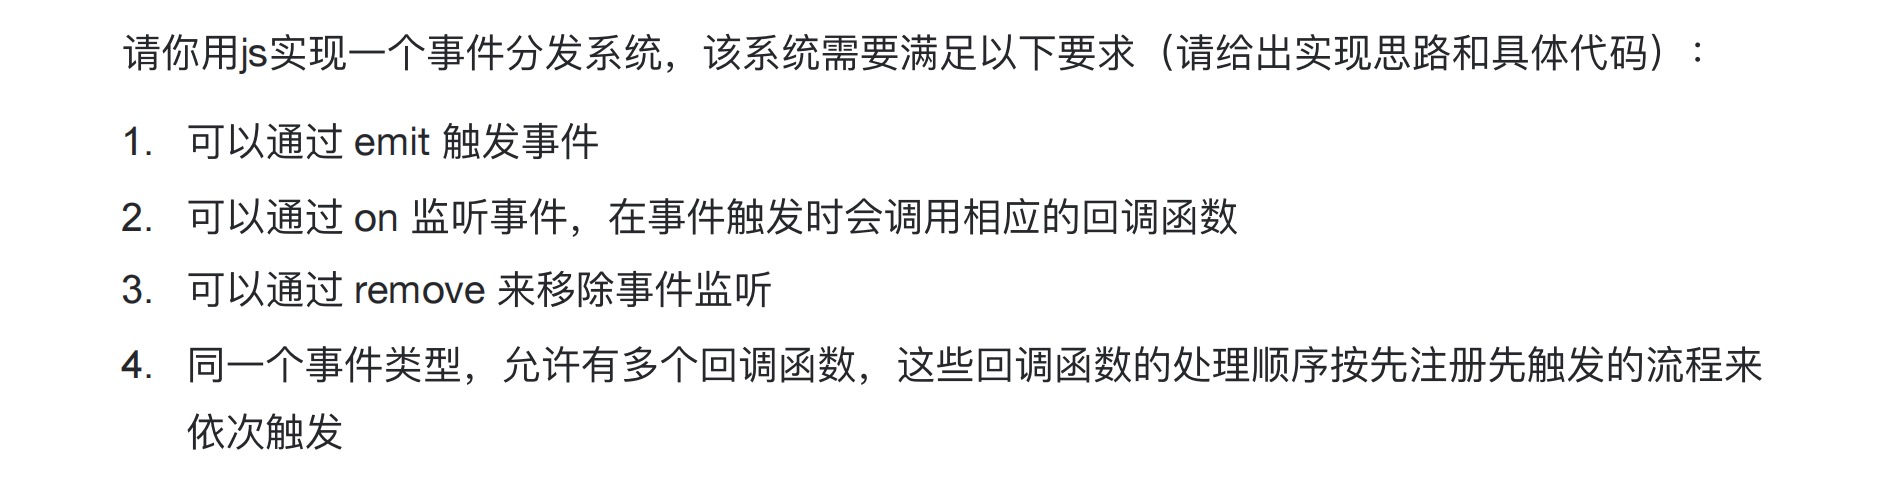 请你用js实现一个事件分发系统，该系统需要满足以下要求（请给出实现思路和具体代码）：
1. 可以通过 emit 触发事件
2. 可以通过 on 监听事件，在事件触发时会调用相应的回调函数
3. 可以通过 remove 来移除事件监听
4. 同一个事件类型，允许有多个回调函数，这些回调函数的处理顺序按先注册先触发的流程来
依次触发